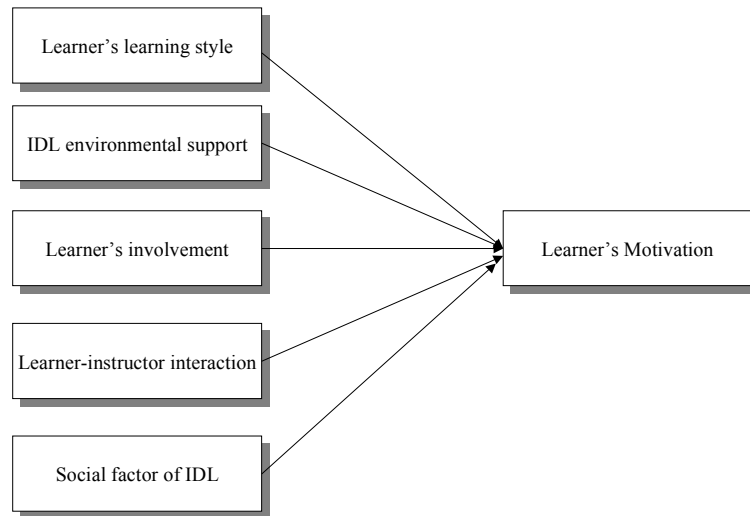 Learner’s learning style
IDL environmental support
Learner’s involvement
Learner’s Motivation
Learner-instructor interaction
Social factor of IDL